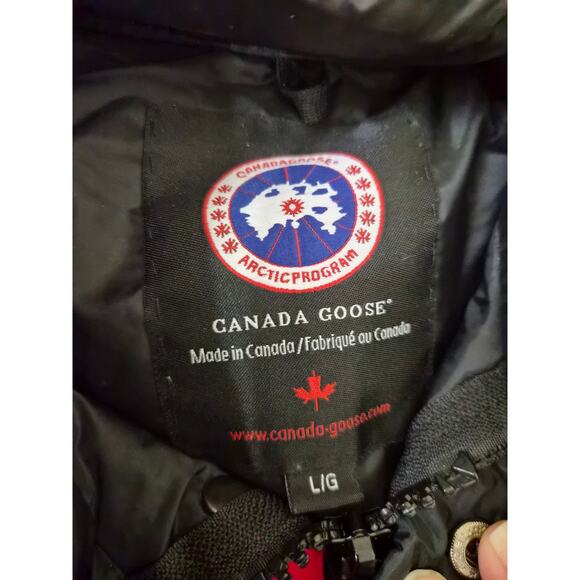 CANADA GOOSE®
ARCTIC PROGRAM
CANADA GOOSE®
Made in Canada/Fabriqué au Canada
www.canada-goose.com
L/G